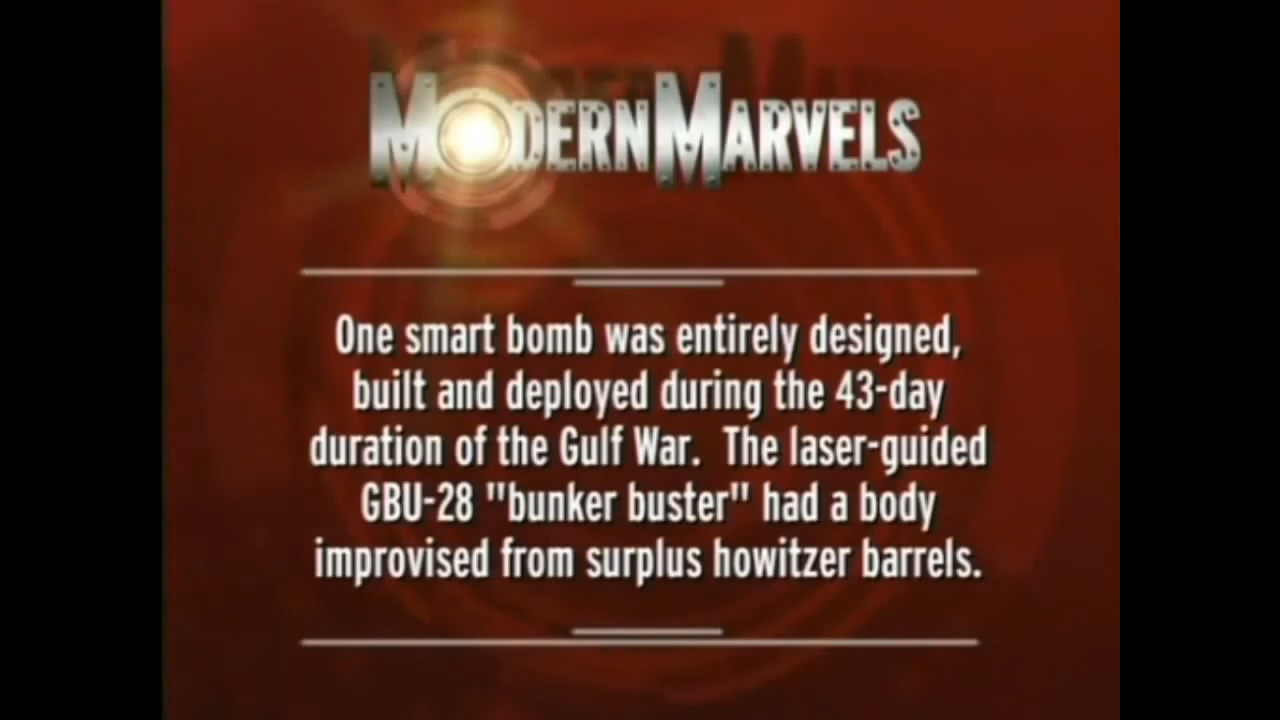 MODERN MARVELS
One smart bomb was entirely designed,
built and deployed during the 43-day
duration of the Gulf War.  The laser-guided
GBU-28 "bunker buster" had a body
improvised from surplus howitzer barrels.